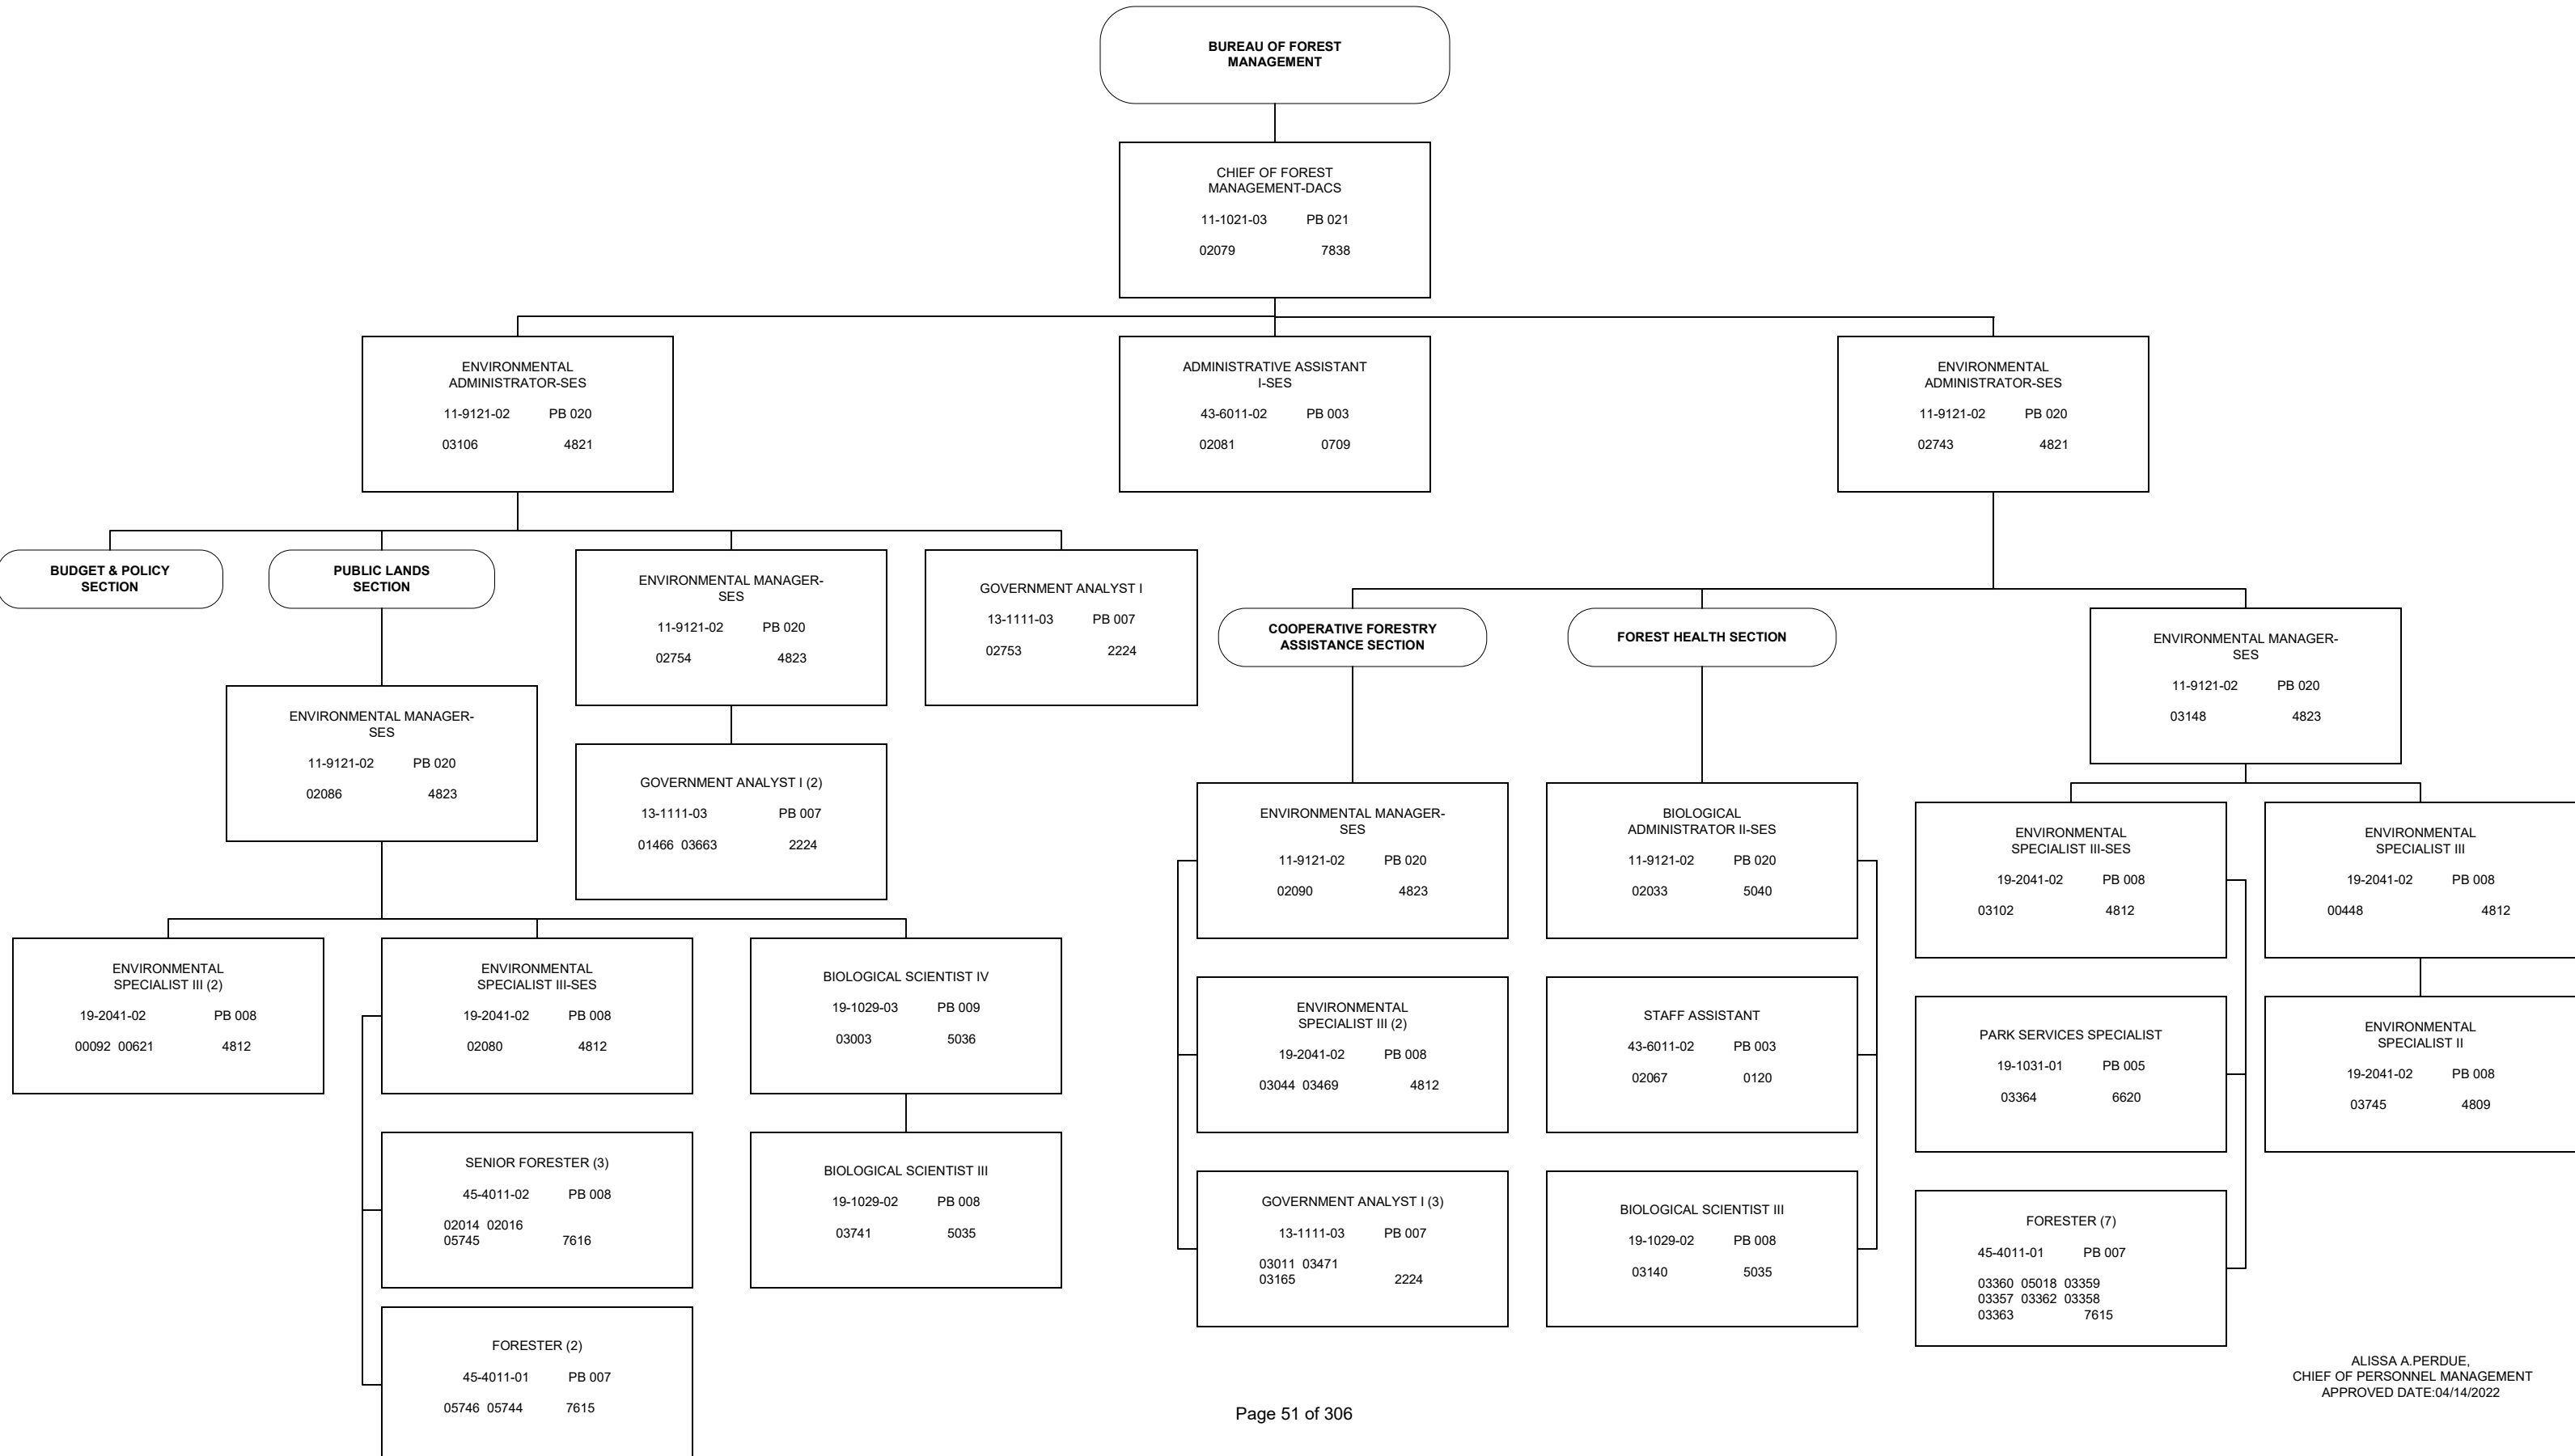 BUREAU OF FOREST
MANAGEMENT
CHIEF OF FOREST
MANAGEMENT-DACS
11-1021-03 PB 021
02079 7838
ENVIRONMENTAL
ADMINISTRATOR-SES
11-9121-02 PB 020
03106 4821
ADMINISTRATIVE ASSISTANT
I-SES
43-6011-02 PB 003
02081 0709
ENVIRONMENTAL
ADMINISTRATOR-SES
11-9121-02 PB 020
02743 4821
BUDGET & POLICY
SECTION
PUBLIC LANDS
SECTION
ENVIRONMENTAL MANAGER-
SES
11-9121-02 PB 020
02754 4823
GOVERNMENT ANALYST I
13-1111-03 PB 007
02753 2224
COOPERATIVE FORESTRY
ASSISTANCE SECTION
FOREST HEALTH SECTION
ENVIRONMENTAL MANAGER-
SES
11-9121-02 PB 020
03148 4823
ENVIRONMENTAL MANAGER-
SES
11-9121-02 PB 020
02086 4823
GOVERNMENT ANALYST I (2)
13-1111-03 PB 007
01466 03663 2224
ENVIRONMENTAL MANAGER-
SES
11-9121-02 PB 020
02090 4823
BIOLOGICAL
ADMINISTRATOR II-SES
11-9121-02 PB 020
02033 5040
ENVIRONMENTAL
SPECIALIST III-SES
19-2041-02 PB 008
03102 4812
ENVIRONMENTAL
SPECIALIST III
19-2041-02 PB 008
00448 4812
ENVIRONMENTAL
SPECIALIST III (2)
19-2041-02 PB 008
00092 00621 4812
ENVIRONMENTAL
SPECIALIST III-SES
19-2041-02 PB 008
02080 4812
BIOLOGICAL SCIENTIST IV
19-1029-03 PB 009
03003 5036
ENVIRONMENTAL
SPECIALIST III (2)
19-2041-02 PB 008
03044 03469 4812
STAFF ASSISTANT
43-6011-02 PB 003
02067 0120
PARK SERVICES SPECIALIST
19-1031-01 PB 005
03364 6620
ENVIRONMENTAL
SPECIALIST II
19-2041-02 PB 008
03745 4809
SENIOR FORESTER (3)
45-4011-02 PB 008
02014 02016
05745 7616
BIOLOGICAL SCIENTIST III
19-1029-02 PB 008
03741 5035
GOVERNMENT ANALYST I (3)
13-1111-03 PB 007
03011 03471
03165 2224
BIOLOGICAL SCIENTIST III
19-1029-02 PB 008
03140 5035
FORESTER (7)
45-4011-01 PB 007
03360 05018 03359
03357 03362 03358
03363 7615
FORESTER (2)
45-4011-01 PB 007
05746 05744 7615
ALISSA A.PERDUE,
CHIEF OF PERSONNEL MANAGEMENT
APPROVED DATE:04/14/2022
Page 51 of 306